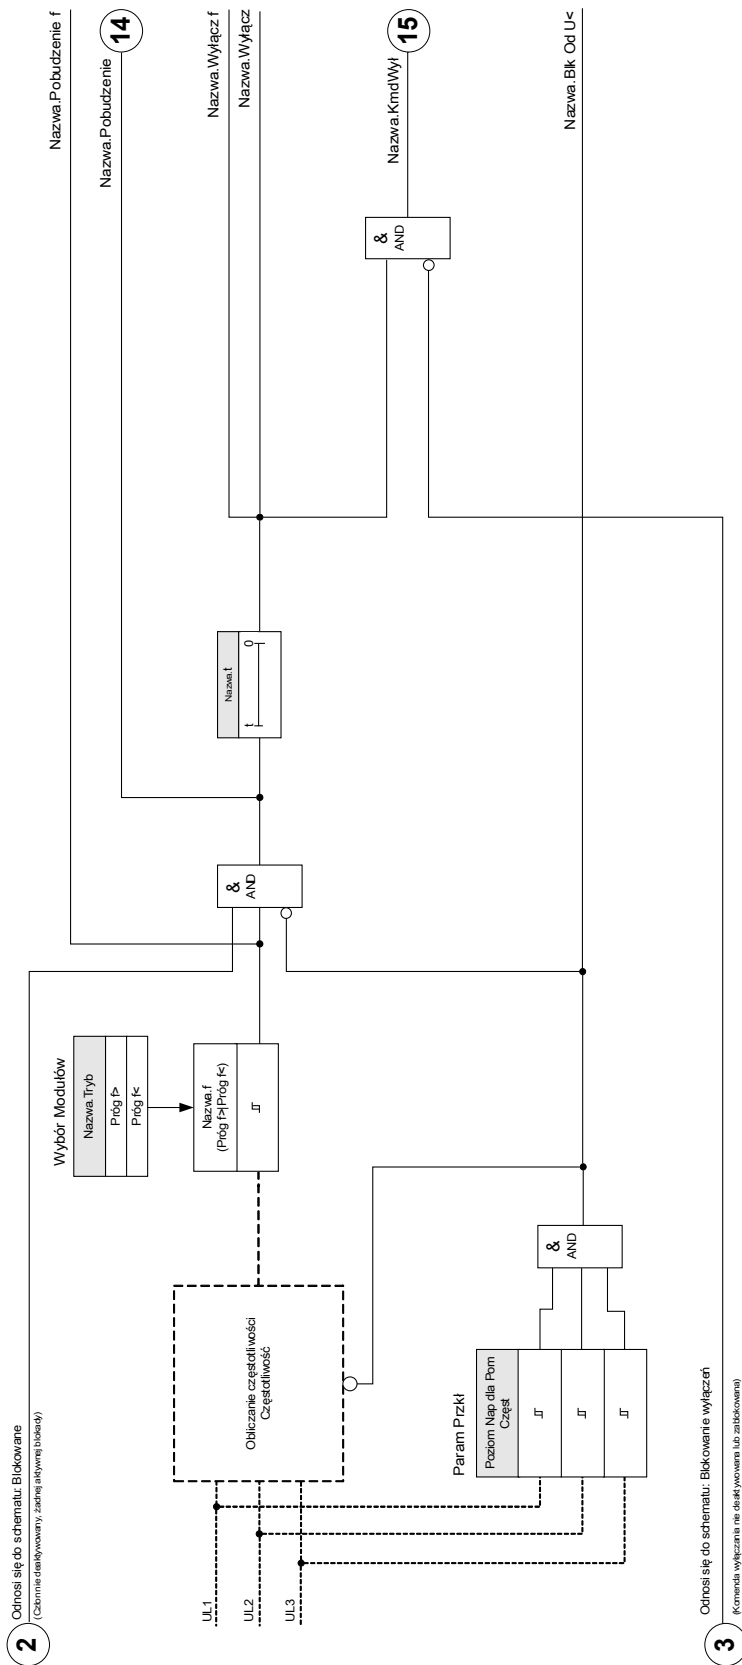 2
Odnosi się do schematu: Blokowane
(Człon nie deaktywowany, żadnej aktywnej blokady)
UL1
UL2
UL3
Obliczanie częstotliwości
Częstotliwość
Wybór Modułów
Nazwa.Tryb
Próg f>
Próg f<
Nazwa.f
(Próg f>|Próg f<)
&
AND
Nazwa.t
t
0
Nazwa.Pobudzenie f
Nazwa.Pobudzenie
14
Nazwa.Wyłącz f
Nazwa.Wyłącz
&
AND
Nazwa.KmdWył
15
Param Przkł
Poziom Nap dla Pom
Częst
&
AND
Nazwa.Blk Od U<
3
Odnosi się do schematu: Blokowanie wyłączeń
(Komenda wyłączania nie deaktywowana lub zablokowana)